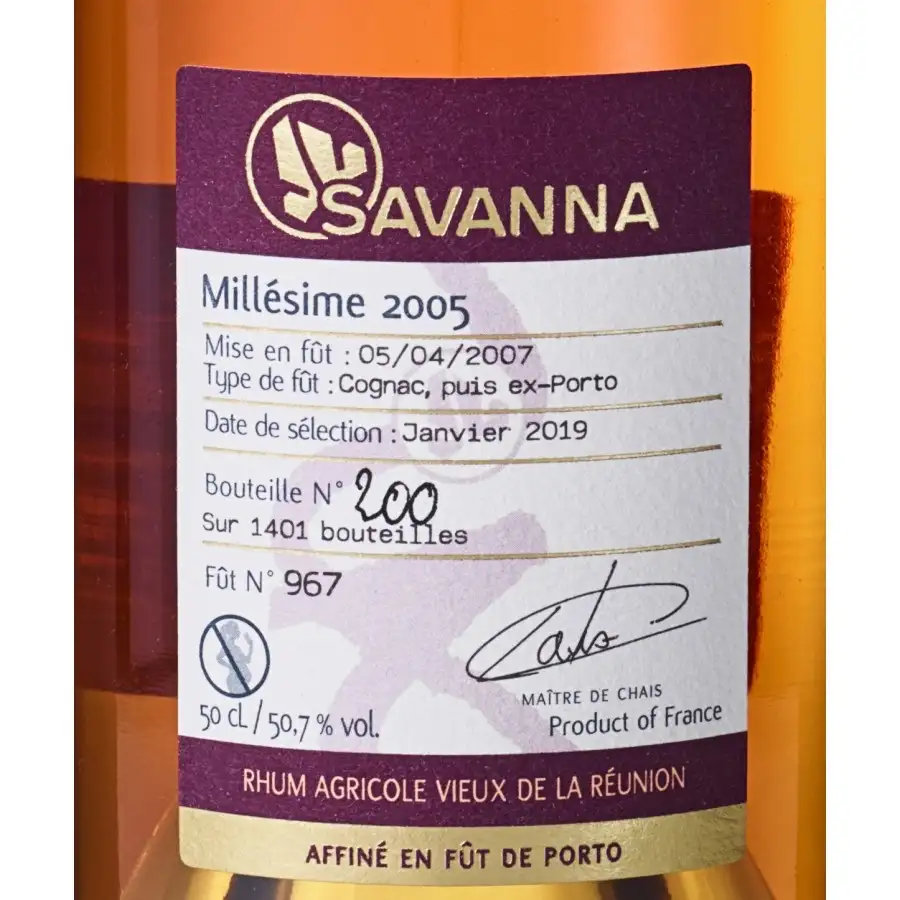 SAVANNA
Millésime 2005
Mise en fût : 05/04/2007
Type de fût : Cognac, puis ex-Porto
Date de sélection : Janvier 2019
Bouteille N° 200
Sur 1401 bouteilles
Fût N° 967
MAÎTRE DE CHAIS
50 cL / 50,7 % vol.
Product of France
RHUM AGRICOLE VIEUX DE LA RÉUNION
AFFINÉ EN FÛT DE PORTO